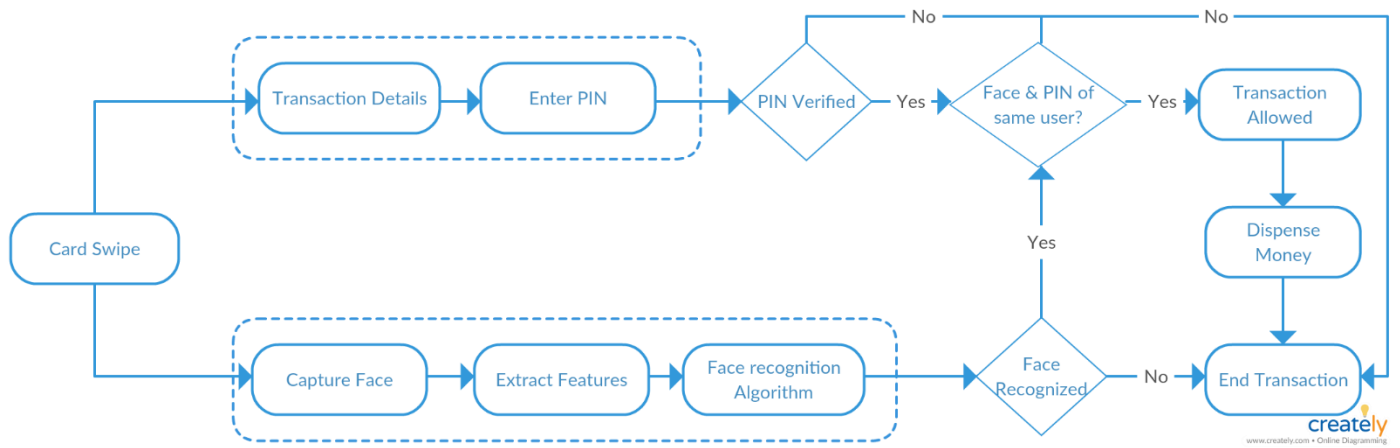 No
No
Transaction Details
Enter PIN
PIN Verified
Yes
Face & PIN of
same user?
Yes
Transaction
Allowed
Card Swipe
Yes
Dispense
Money
Capture Face
Extract Features
Face recognition
Algorithm
Face
Recognized
No
End Transaction
creately
www.creately.com • Online Diagramming